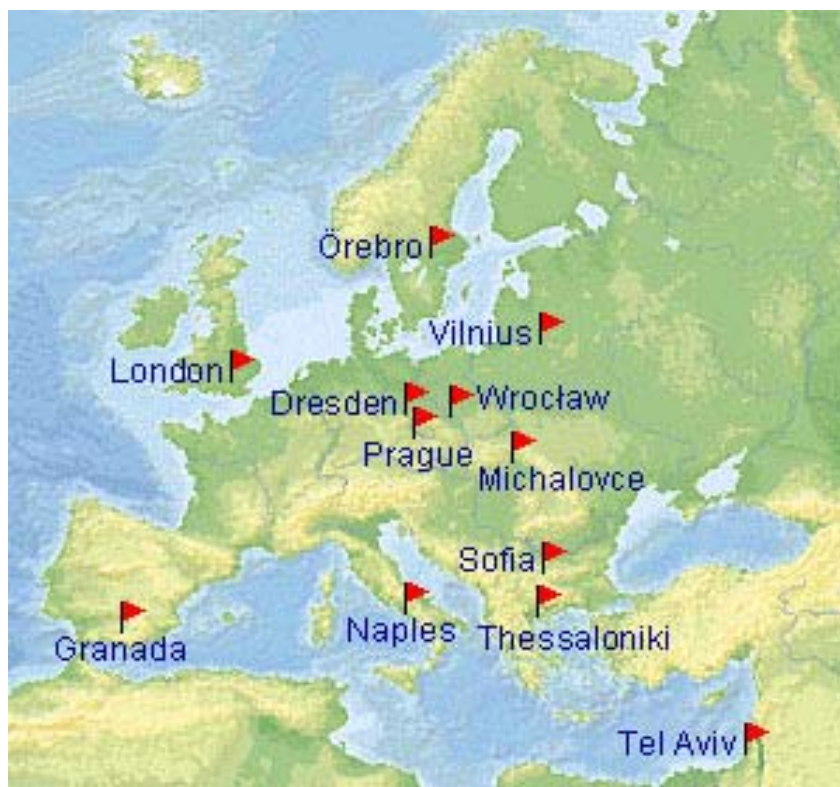 Örebro
Vilnius
London
Dresden
Wrocław
Prague
Michalovce
Sofia
Naples
Thessaloniki
Granada
Tel Aviv